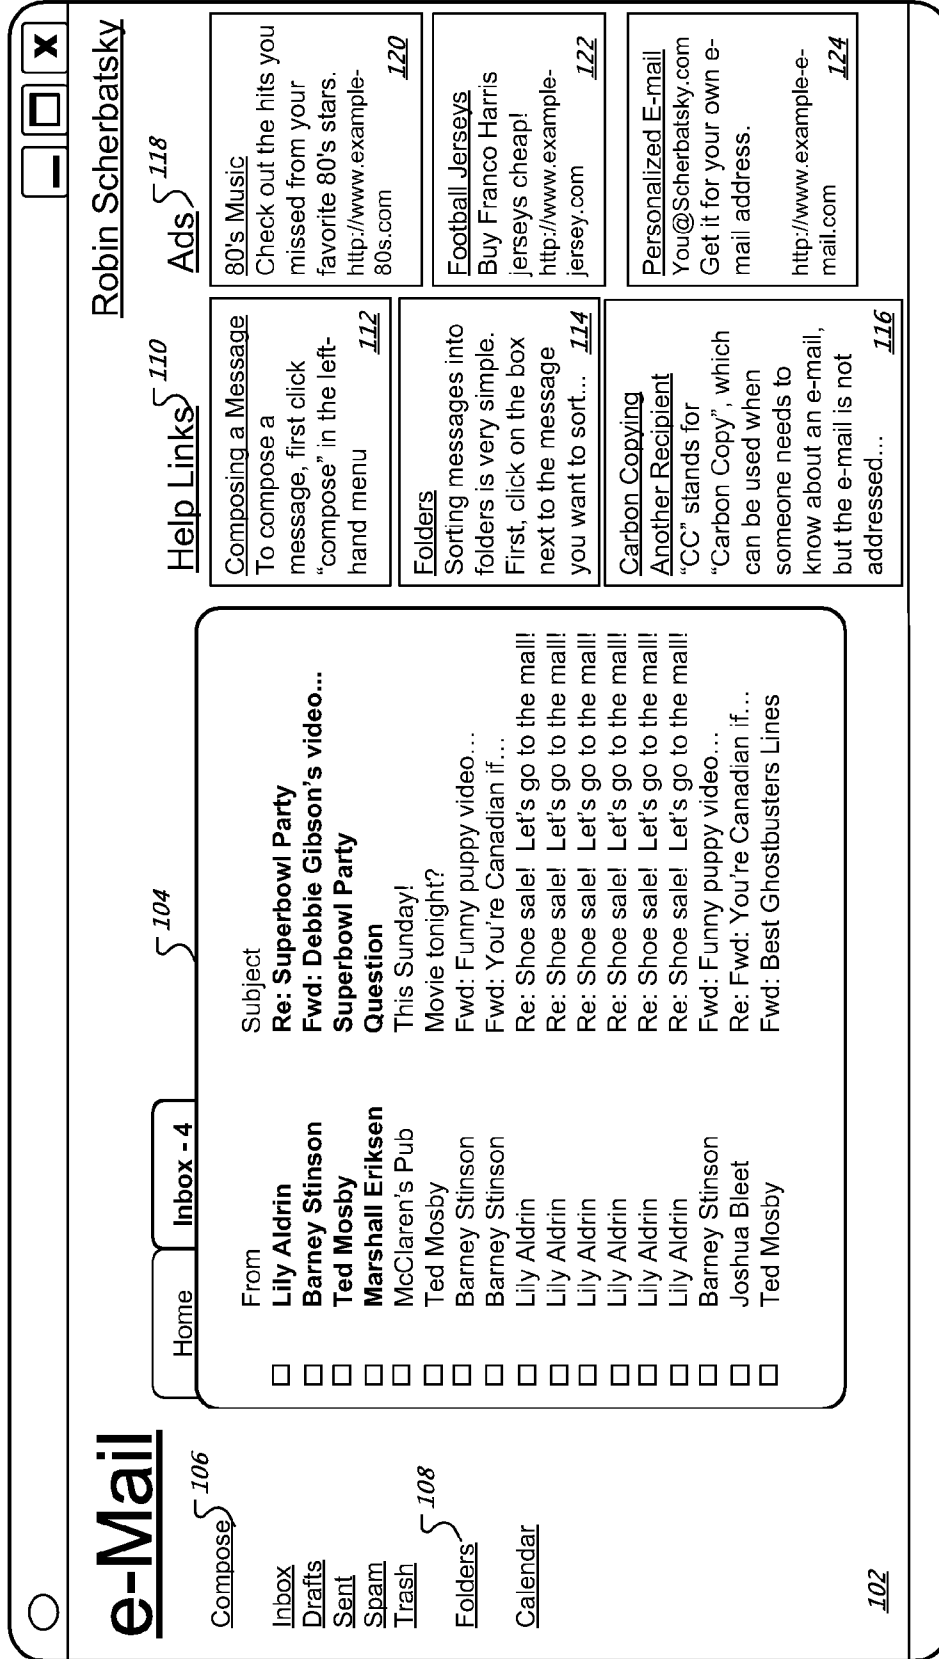 X
e-Mail
Robin Scherbatsky
Compose 106
Inbox
Drafts
Sent
Spam
Trash
108
Folders
Calendar
102
Home
Inbox - 4
104
From Subject
Lily Aldrin Re: Superbowl Party
Barney Stinson Fwd: Debbie Gibson's video...
Ted Mosby Superbowl Party
Marshall Eriksen Question
McClaren's Pub This Sunday!
Ted Mosby Movie tonight?
Barney Stinson Fwd: Funny puppy video...
Barney Stinson Fwd: You're Canadian if...
Lily Aldrin Re: Shoe sale! Let's go to the mall!
Lily Aldrin Re: Shoe sale! Let's go to the mall!
Lily Aldrin Re: Shoe sale! Let's go to the mall!
Lily Aldrin Re: Shoe sale! Let's go to the mall!
Lily Aldrin Re: Shoe sale! Let's go to the mall!
Lily Aldrin Re: Shoe sale! Let's go to the mall!
Barney Stinson Fwd: Funny puppy video...
Joshua Bleet Re: Fwd: You're Canadian if...
Ted Mosby Fwd: Best Ghostbusters Lines
Help Links 110
Composing a Message
To compose a
message, first click
“compose” in the left-
hand menu 112
Folders
Sorting messages into
folders is very simple.
First, click on the box
next to the message
you want to sort... 114
Carbon Copying
Another Recipient
“CC” stands for
“Carbon Copy”, which
can be used when
someone needs to
know about an e-mail,
but the e-mail is not
addressed... 116
Ads 118
80's Music
Check out the hits you
missed from your
favorite 80's stars.
http://www.example-
80s.com 120
Football Jerseys
Buy Franco Harris
jerseys cheap!
http://www.example-
jersey.com 122
Personalized E-mail
You@Scherbatsky.com
Get it for your own e-
mail address.
http://www.example-e-
mail.com 124